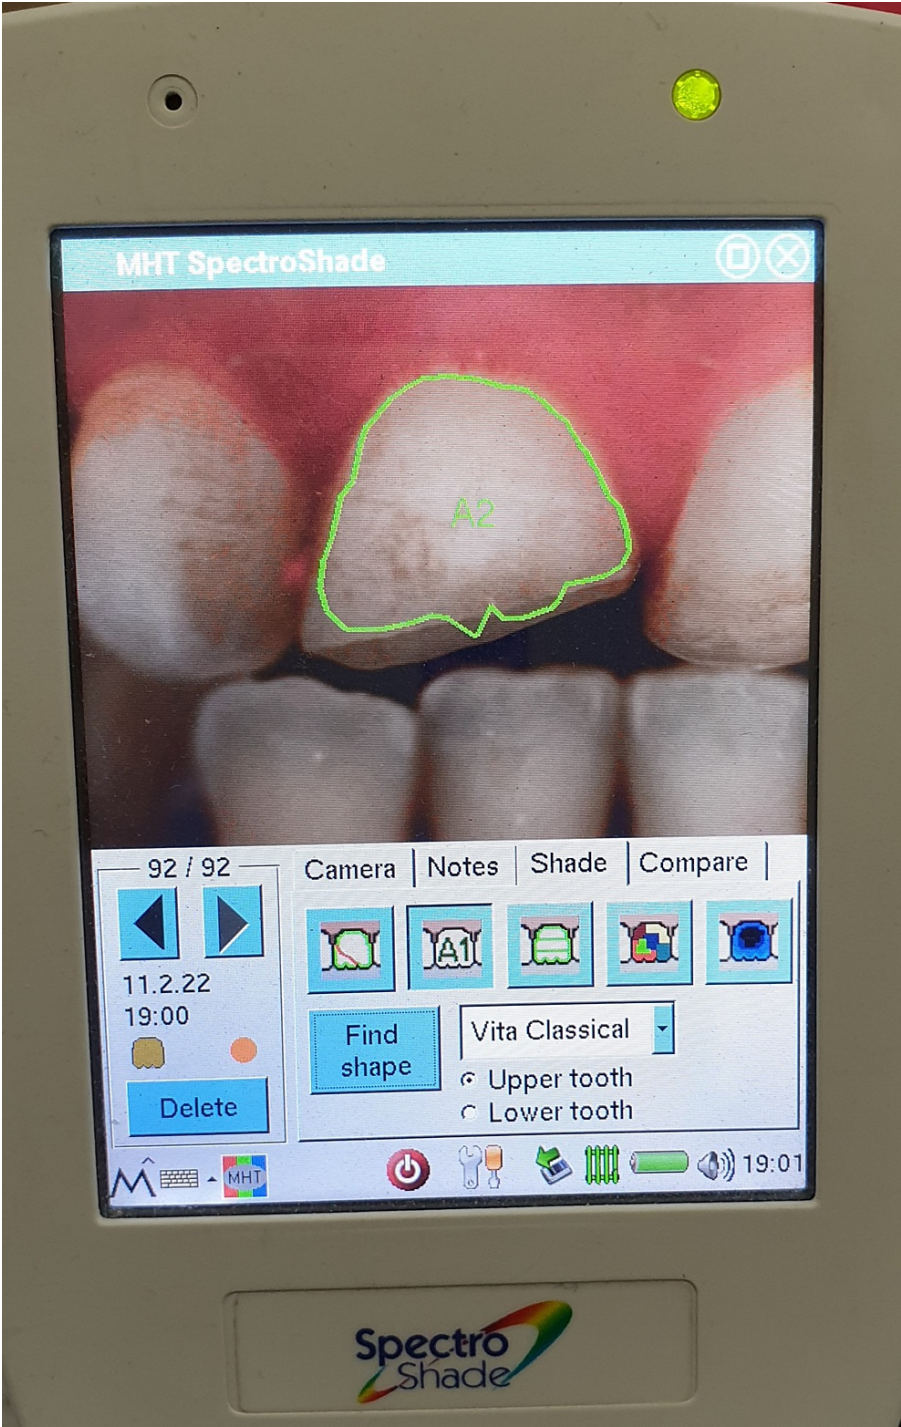 MHT SpectroShade
A2
92 / 92
Camera
Notes
Shade
Compare
11.2.22
19:00
A1
Find
shape
Vita Classical
Upper tooth
Lower tooth
Delete
MHT
19:01
Spectro
Shade